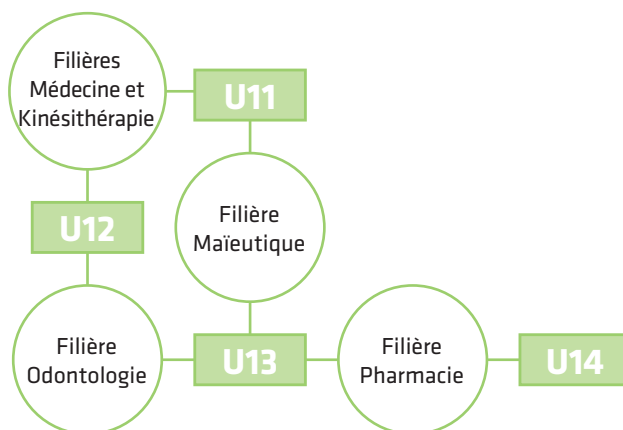 Filières
Médecine et
Kinésithérapie
U11
U12
Filière
Maïeutique
Filière
Odontologie
U13
Filière
Pharmacie
U14